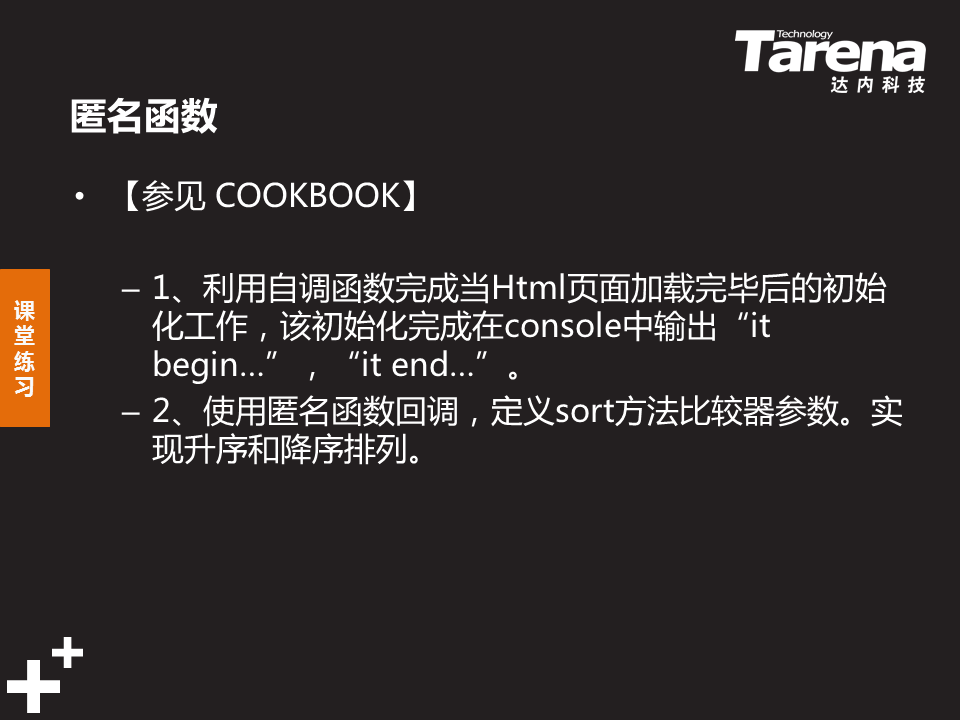 Technology
Tarena
达内科技
匿名函数
• 【参见 COOKBOOK】
– 1、利用自调函数完成当Html页面加载完毕后的初始
化工作，该初始化完成在console中输出“it
begin…”，“it end…”。
– 2、使用匿名函数回调，定义sort方法比较器参数。实
现升序和降序排列。
课
堂
练
习